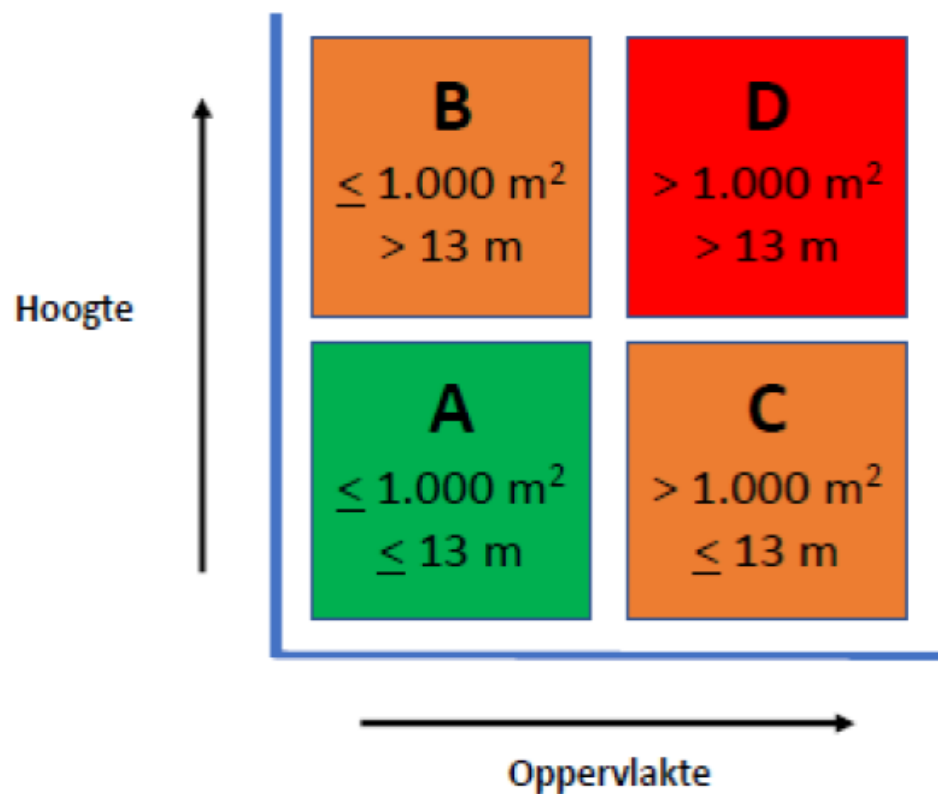 B
≤ 1.000 m²
> 13 m
D
> 1.000 m²
> 13 m
Hoogte
A
≤ 1.000 m²
≤ 13 m
C
> 1.000 m²
≤ 13 m
Oppervlakte